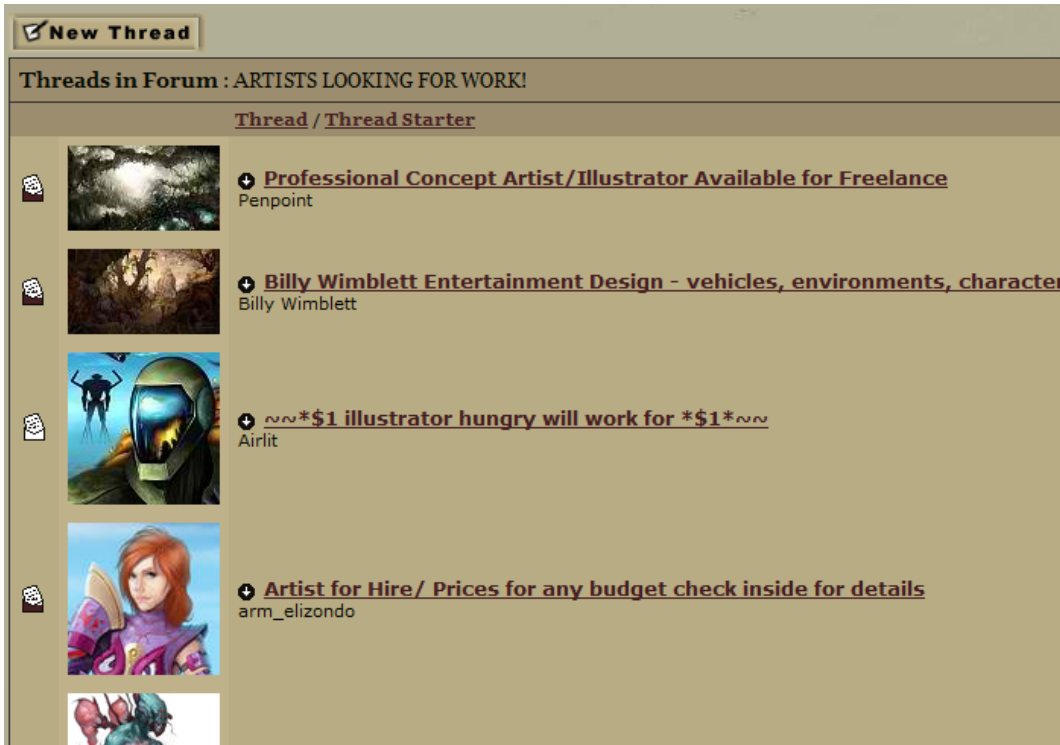 New Thread
Threads in Forum : ARTISTS LOOKING FOR WORK!
Thread / Thread Starter
Professional Concept Artist/Illustrator Available for Freelance
Penpoint
Billy Wimblett Entertainment Design - vehicles, environments, character
Billy Wimblett
~~*$1 illustrator hungry will work for *$1*~~
Airlit
Artist for Hire/ Prices for any budget check inside for details
arm_elizondo